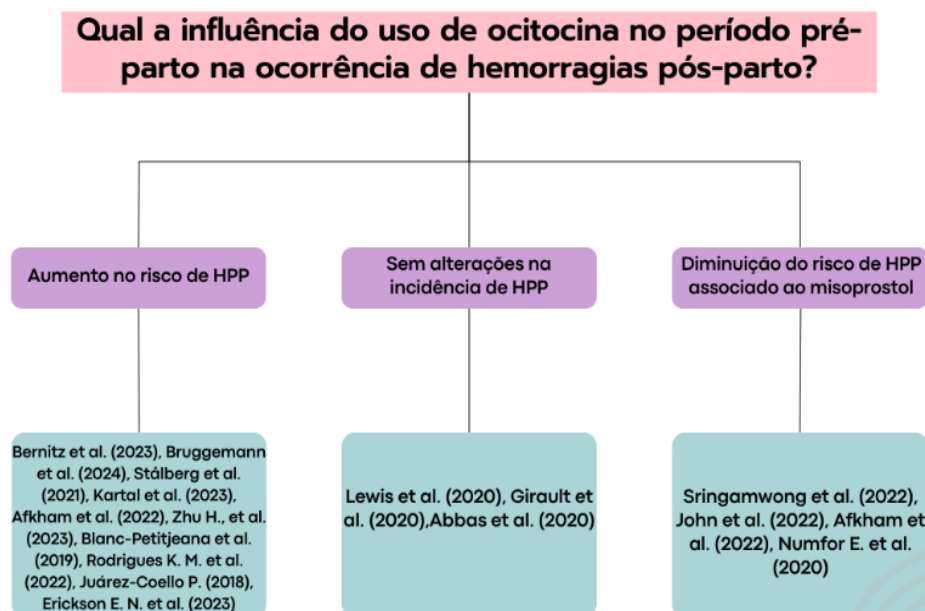 Qual a influência do uso de ocitocina no período pré-
parto na ocorrência de hemorragias pós-parto?
Aumento no risco de HPP
Sem alterações na
incidência de HPP
Diminuição do risco de HPP
associado ao misoprostol
Bernitz et al. (2023), Bruggemann
et al. (2024), Stálberg et al.
(2021), Kartal et al. (2023),
Afkham et al. (2022), Zhu H., et al.
(2023), Blanc-Petitjeana et al.
(2019), Rodrigues K. M. et al.
(2022), Juárez-Coello P. (2018),
Erickson E. N. et al. (2023)
Lewis et al. (2020), Girault et
al. (2020),Abbas et al. (2020)
Sringamwong et al. (2022),
John et al. (2022), Afkham et
al. (2022), Numfor E. et al.
(2020)